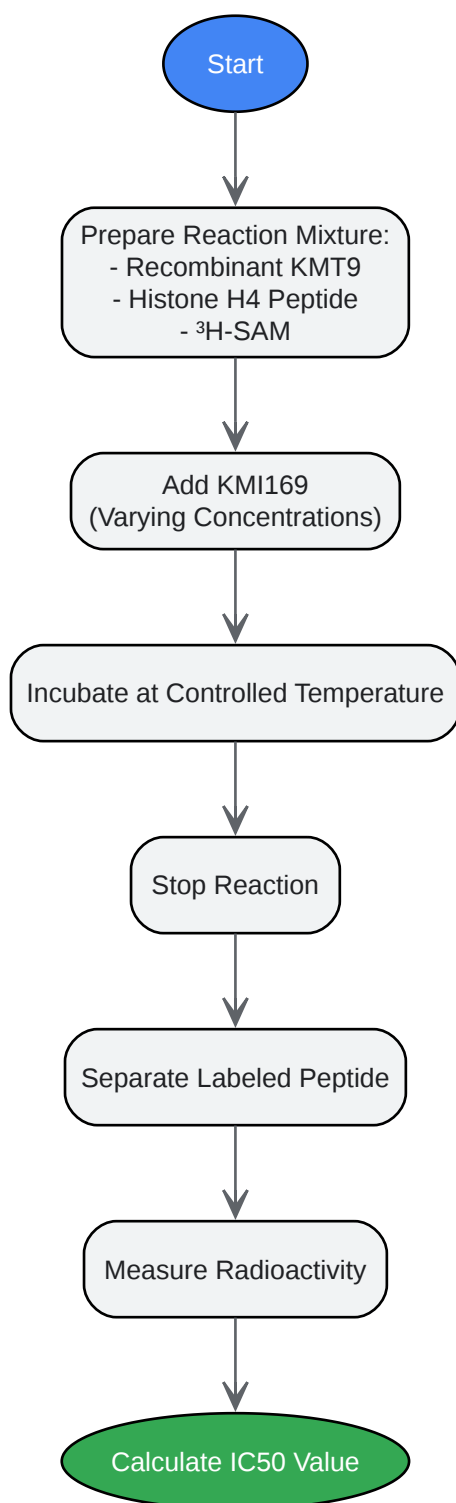 Start
Prepare Reaction Mixture:
- Recombinant KMT9
- Histone H4 Peptide
- ³H-SAM
Add KMI169
(Varying Concentrations)
Incubate at Controlled Temperature
Stop Reaction
Separate Labeled Peptide
Measure Radioactivity
Calculate IC50 Value